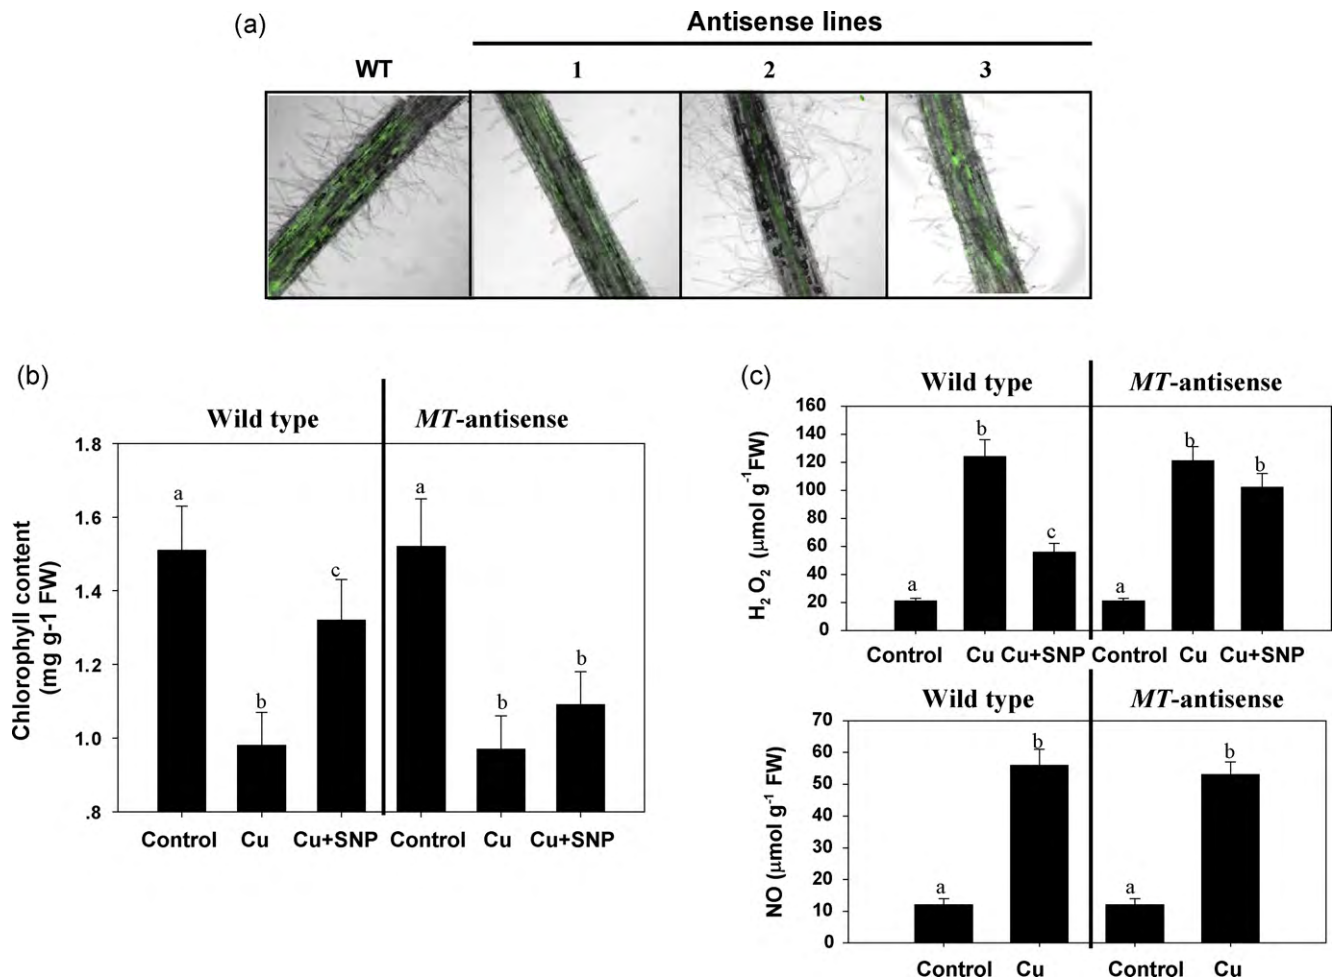 (a)
Antisense lines
WT 1 2 3
(b)
Wild type MT-antisense
Chlorophyll content
(mg g-1 FW)
1.8
1.6
1.4
1.2
1.0
.8
a b c a b b
Control Cu Cu+SNP Control Cu Cu+SNP
(c)
Wild type MT-antisense
H2O2 (μmol g-1FW)
160
140
120
100
80
60
40
20
0
a b c a b b
Control Cu Cu+SNP Control Cu Cu+SNP
Wild type MT-antisense
NO (μmol g-1 FW)
70
60
50
40
30
20
10
0
a b a b
Control Cu Control Cu